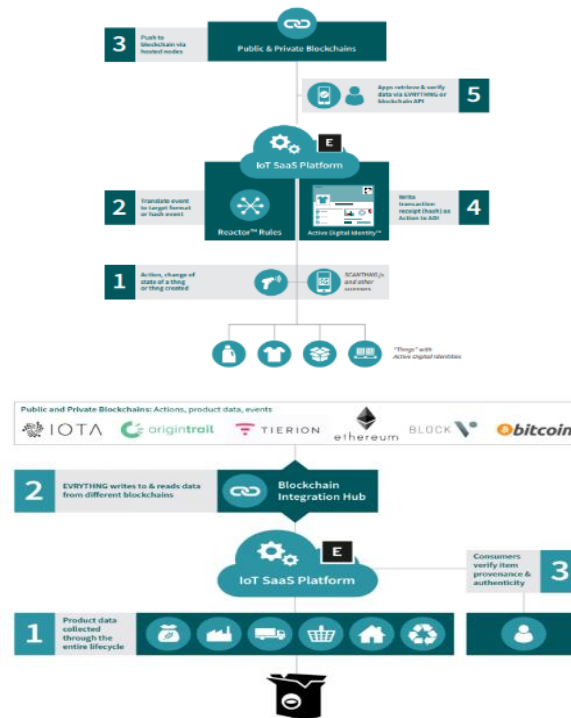 3
Push to
blockchain via
hosted nodes
Public & Private Blockchains
Apps retrieve & verify
data via EVRYTHNG or
blockchain API
5
E
IoT SaaS Platform
2
Translate event
to target format
or hash event
Reactor™ Rules
Active Digital Identity™
Write
transaction
receipt (hash) as
Action to ADI
4
1
Action, change of
state of a thng
or thng created
SCANTHNG.js
and other
scanners
"Things" with
Active Digital Identities
Public and Private Blockchains: Actions, product data, events
IOTA
origintrail
TIERION
ethereum
BLOCK V
bitcoin
2
EVRYTHNG writes to & reads data
from different blockchains
Blockchain
Integration Hub
E
IoT SaaS Platform
Consumers
verify item
provenance &
authenticity
3
1
Product data
collected
through the
entire lifecycle